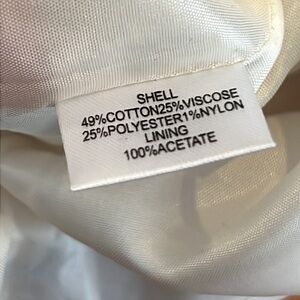 SHELL
49%COTTON25%VISCOSE
25%POLYESTER1%NYLON
LINING
100%ACETATE